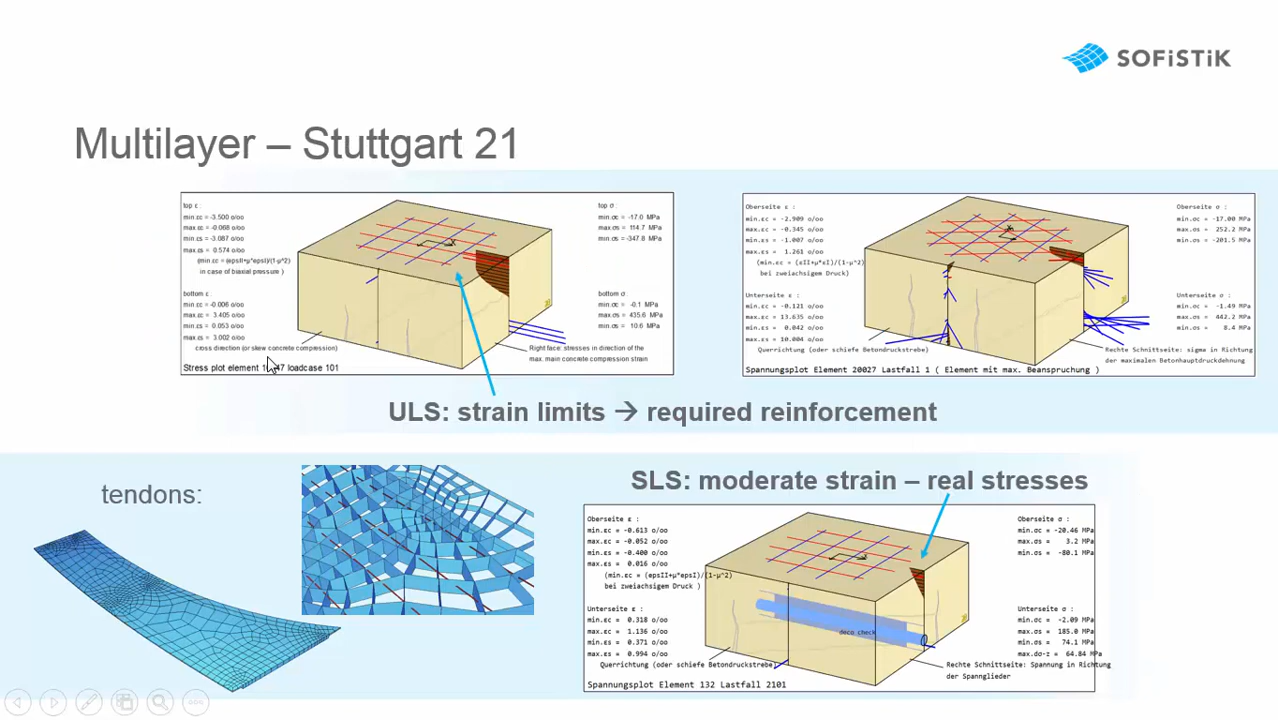 SOFiSTiK
Multilayer – Stuttgart 21
top ε :
min.εc = -3.500 o/oo
max.εc = -0.068 o/oo
min.εs = -3.087 o/oo
max.εs = 0.574 o/oo
(min.εc = (epsII+µ*epsI)/(1-µ^2)
in case of biaxial pressure )
bottom ε :
min.εc = -0.006 o/oo
max.εc = 3.405 o/oo
min.εs = 0.053 o/oo
max.εs = 3.002 o/oo
cross direction (or skew concrete compression)
loadcase 101
top σ :
min.σc = -17.0 MPa
max.σs = 114.7 MPa
min.σs = -347.8 MPa
bottom σ :
min.σc = -0.1 MPa
max.σs = 435.6 MPa
min.σs = 10.6 MPa
Right face: stresses in direction of the
max. main concrete compression strain
Stress plot element
Oberseite ε :
min.εc = -2.909 o/oo
max.εc = -0.345 o/oo
min.εs = -1.007 o/oo
max.εs = 1.261 o/oo
(min.εc = (εII+µ*εI)/(1-µ^2)
bei zweiachsigem Druck)
Unterseite ε :
min.εc = -0.121 o/oo
max.εc = 13.635 o/oo
min.εs = 0.042 o/oo
max.εs = 10.004 o/oo
Querrichtung (oder schiefe Betondruckstrebe)
Oberseite σ :
min.σc = -17.00 MPa
max.σs = 252.2 MPa
min.σs = -201.5 MPa
Unterseite σ :
min.σc = -1.49 MPa
max.σs = 442.2 MPa
min.σs = 8.4 MPa
Rechte Schnittseite: sigma in Richtung
der maximalen Betonhauptdruckdehnung
Spannungsplot Element 20027 Lastfall 1 ( Element mit max. Beanspruchung )
ULS: strain limits → required reinforcement
tendons:
SLS: moderate strain – real stresses
Oberseite ε :
min.εc = -0.613 o/oo
max.εc = -0.052 o/oo
min.εs = -0.400 o/oo
max.εs = 0.016 o/oo
(min.εc = (epsII+µ*epsI)/(1-µ^2)
bei zweiachsigem Druck )
Unterseite ε :
min.εc = 0.318 o/oo
max.εc = 1.136 o/oo
min.εs = 0.371 o/oo
max.εs = 0.994 o/oo
Querrichtung (oder schiefe Betondruckstrebe)
deco check
Oberseite σ :
min.σc = -20.46 MPa
max.σs = 3.2 MPa
min.σs = -80.1 MPa
Unterseite σ :
min.σc = -2.09 MPa
max.σs = 185.0 MPa
min.σs = 74.1 MPa
max.dσ-z = 64.84 MPa
Rechte Schnittseite: Spannung in Richtung
der Spannglieder
Spannungsplot Element 132 Lastfall 2101